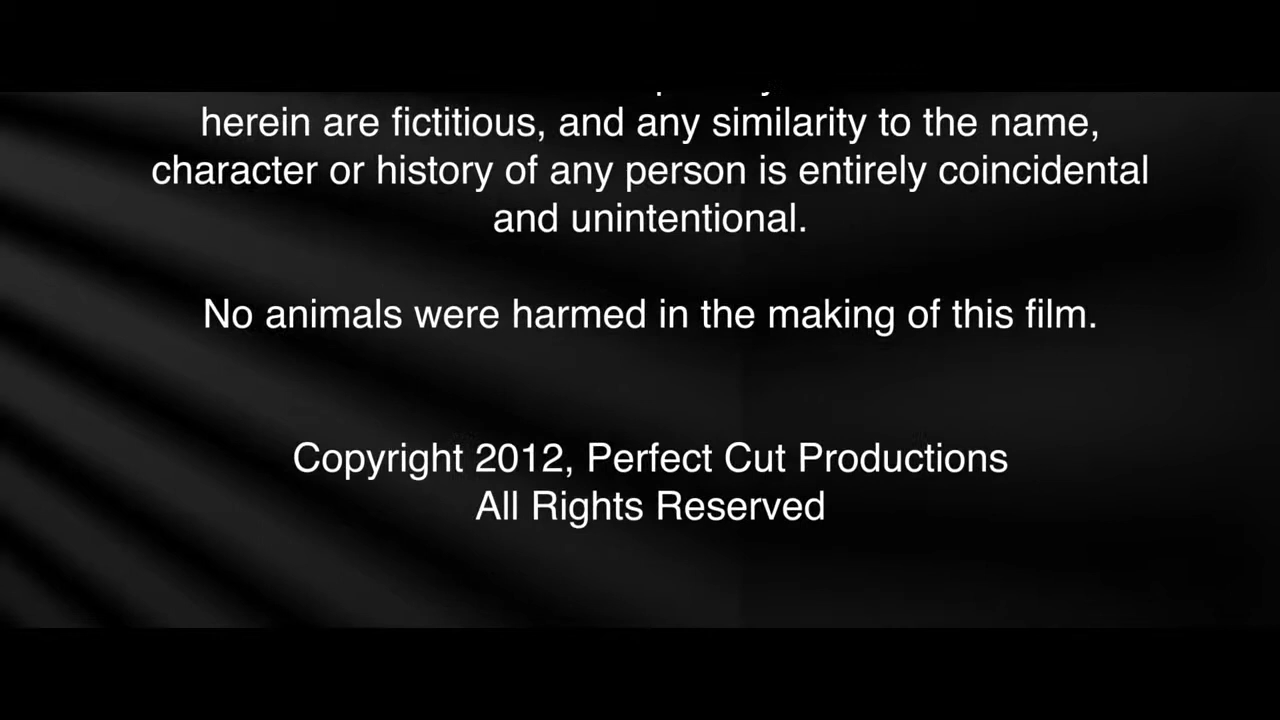 herein are fictitious, and any similarity to the name,
character or history of any person is entirely coincidental
and unintentional.
No animals were harmed in the making of this film.
Copyright 2012, Perfect Cut Productions
All Rights Reserved